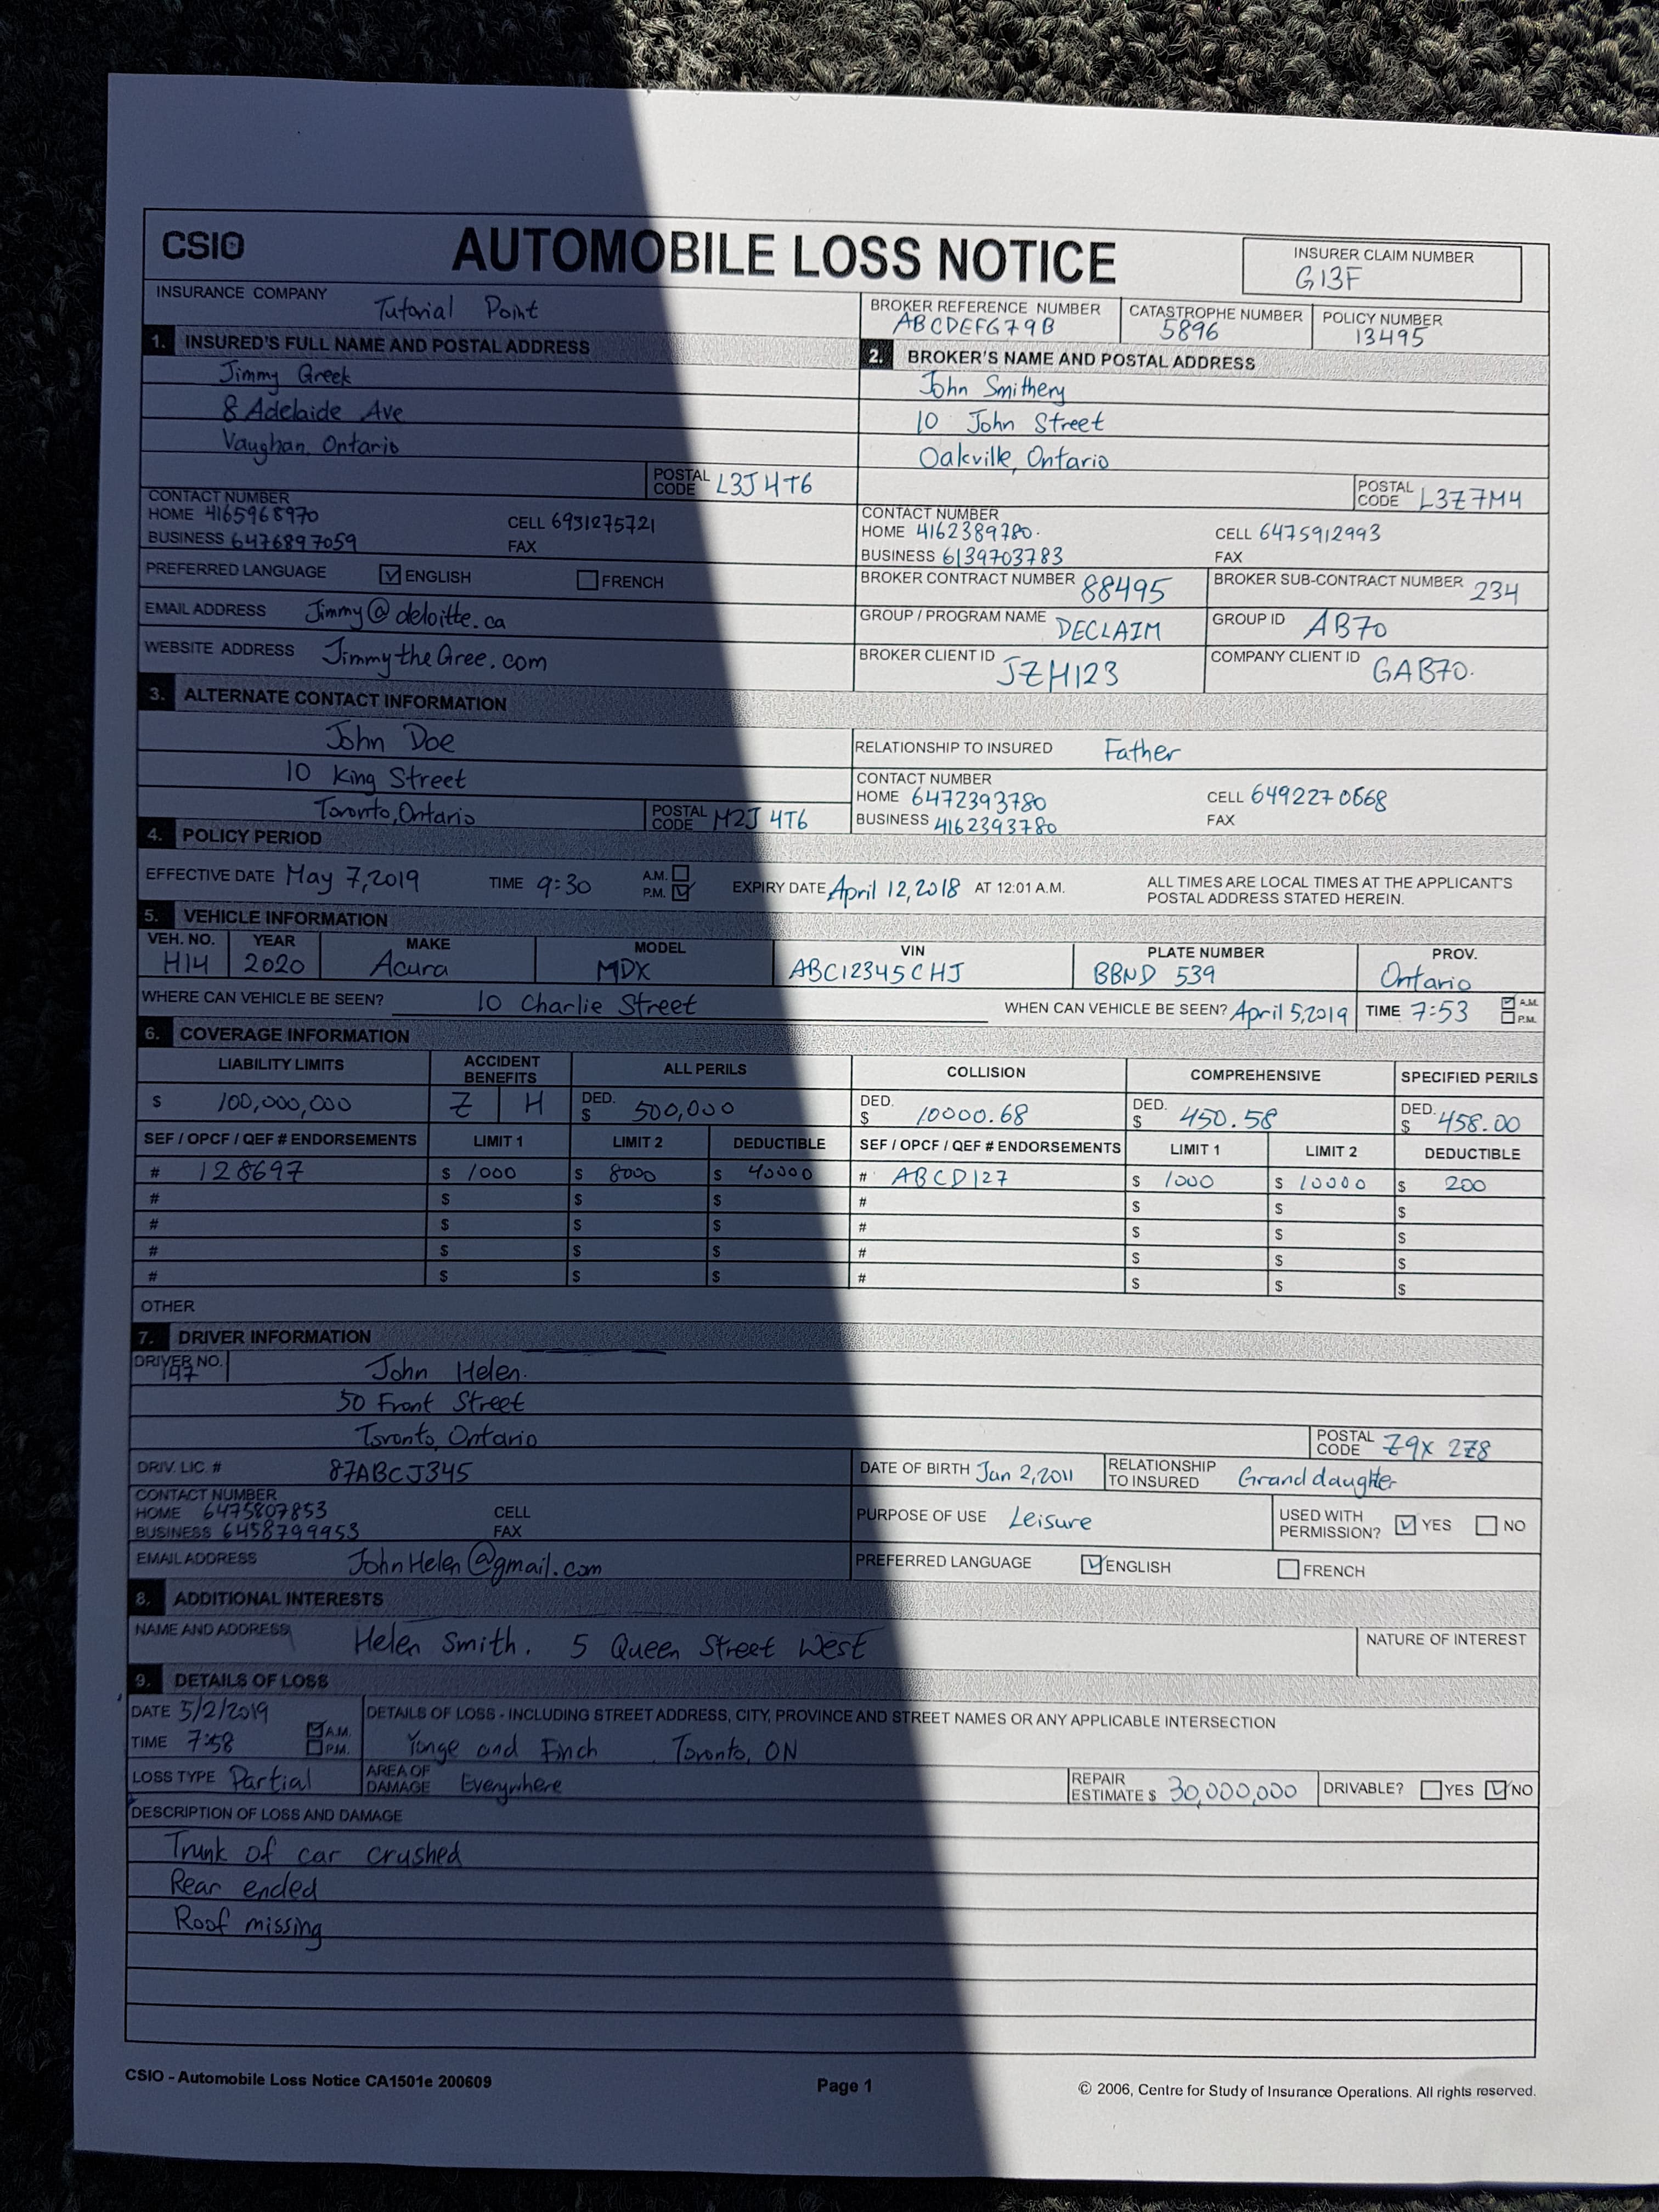 CSIO
AUTOMOBILE LOSS NOTICE
INSURER CLAIM NUMBER
G13F
INSURANCE COMPANY Tutorial Point
BROKER REFERENCE NUMBER CATASTROPHE NUMBER POLICY NUMBER
ABCDEFG79B 5896 13495
1. INSURED'S FULL NAME AND POSTAL ADDRESS
Jimmy Greek
8 Adelaide Ave
Vaughan, Ontario
POSTAL CODE L3J 4T6
CONTACT NUMBER
HOME 4165968970 CELL 6931275721
BUSINESS 6476897059 FAX
PREFERRED LANGUAGE ENGLISH FRENCH
EMAIL ADDRESS Jimmy@deloitte.ca
WEBSITE ADDRESS JimmytheGree.com
2. BROKER'S NAME AND POSTAL ADDRESS
John Smithery
10 John Street
Oakville, Ontario
POSTAL CODE L3Z7M4
CONTACT NUMBER
HOME 4162389780. CELL 6475912993
BUSINESS 6139703783 FAX
BROKER CONTRACT NUMBER 88495 BROKER SUB-CONTRACT NUMBER 234
GROUP / PROGRAM NAME DECLAIM GROUP ID AB70
BROKER CLIENT ID JZH123 COMPANY CLIENT ID GAB70.
3. ALTERNATE CONTACT INFORMATION
John Doe
10 King Street
Toronto, Ontario
POSTAL CODE M2J 4T6
RELATIONSHIP TO INSURED Father
CONTACT NUMBER
HOME 6472393780 CELL 6492270568
BUSINESS 4162393780 FAX
4. POLICY PERIOD
EFFECTIVE DATE May 7,2019 TIME 9:30 A.M. P.M. EXPIRY DATE April 12,2018 AT 12:01 A.M. ALL TIMES ARE LOCAL TIMES AT THE APPLICANT'S
POSTAL ADDRESS STATED HEREIN.
5. VEHICLE INFORMATION
VEH. NO. YEAR MAKE MODEL VIN PLATE NUMBER PROV.
H14 2020 Acura MDX ABC12345CHJ BBND 539 Ontario
WHERE CAN VEHICLE BE SEEN? 10 Charlie Street WHEN CAN VEHICLE BE SEEN? April 5,2019 TIME 7:53 A.M. P.M.
6. COVERAGE INFORMATION
LIABILITY LIMITS ACCIDENT BENEFITS ALL PERILS COLLISION COMPREHENSIVE SPECIFIED PERILS
$ 100,000,000 Z H DED. $ 500,000 DED. $ 10000.68 DED. $ 450.58 DED. $ 458.00
SEF / OPCF / QEF # ENDORSEMENTS LIMIT 1 LIMIT 2 DEDUCTIBLE SEF / OPCF / QEF # ENDORSEMENTS LIMIT 1 LIMIT 2 DEDUCTIBLE
# 128697 $ 1000 $ 8000 $ 40000 # ABCD127 $ 1000 $ 10000 $ 200
# $ $ $ # $ $ $
# $ $ $ # $ $ $
# $ $ $ # $ $ $
# $ $ $ # $ $ $
OTHER
7. DRIVER INFORMATION
DRIVER NO. 147 John Helen.
50 Front Street
Toronto, Ontario
POSTAL CODE Z9X 2Z8
DRIV. LIC. # 87ABCJ345 DATE OF BIRTH Jan 2,2011 RELATIONSHIP TO INSURED Grand daughter
CONTACT NUMBER
HOME 6475807853 CELL
BUSINESS 6458799953 FAX
PURPOSE OF USE Leisure USED WITH PERMISSION? YES NO
EMAIL ADDRESS JohnHelen@gmail.com PREFERRED LANGUAGE ENGLISH FRENCH
8. ADDITIONAL INTERESTS
NAME AND ADDRESS Helen Smith. 5 Queen Street West NATURE OF INTEREST
9. DETAILS OF LOSS
DATE 5/2/2019 DETAILS OF LOSS - INCLUDING STREET ADDRESS, CITY, PROVINCE AND STREET NAMES OR ANY APPLICABLE INTERSECTION
TIME 7:58 A.M. P.M. Yonge and Finch Toronto, ON
LOSS TYPE Partial AREA OF DAMAGE Everywhere REPAIR ESTIMATE $ 30,000,000 DRIVABLE? YES NO
DESCRIPTION OF LOSS AND DAMAGE
Trunk of car crushed
Rear ended
Roof missing
CSIO - Automobile Loss Notice CA1501e 200609 Page 1 © 2006, Centre for Study of Insurance Operations. All rights reserved.